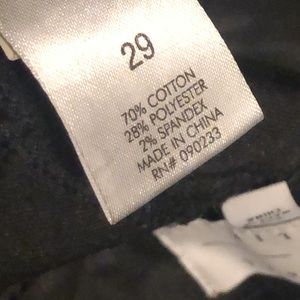 29
70% COTTON
28% POLYESTER
2% SPANDEX
MADE IN CHINA
RN# 090233